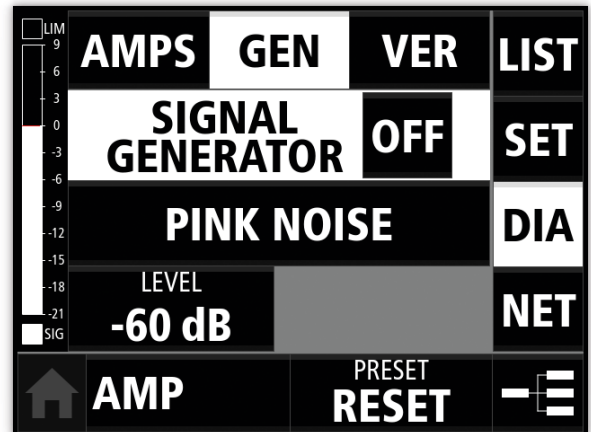 LIM
9
6
3
0
-3
-6
-9
-12
-15
-18
-21
SIG
AMPS GEN VER LIST
SIGNAL
GENERATOR OFF SET
PINK NOISE DIA
LEVEL
-60 dB NET
AMP PRESET
RESET